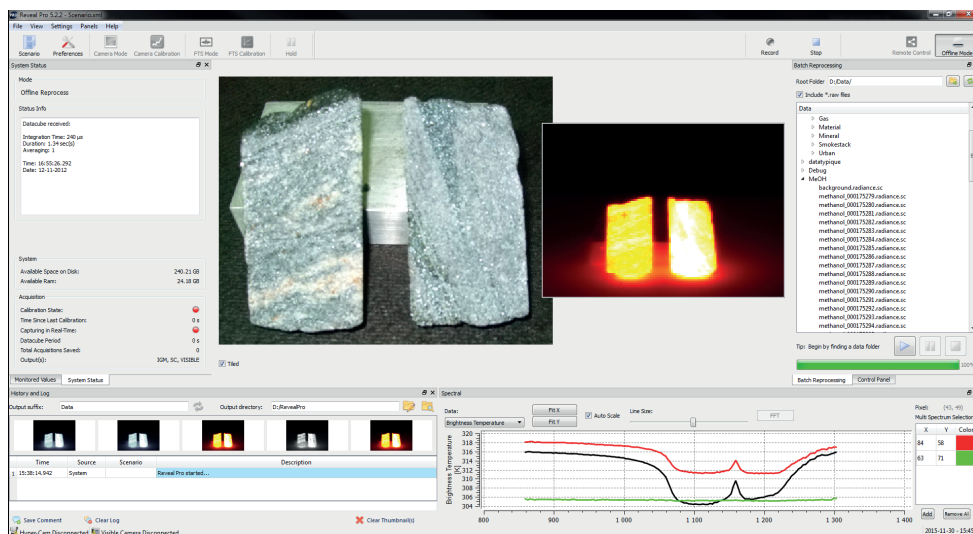 Reveal Pro 5.2.2 - Scenario.xml
File View Settings Panels Help
Scenario Preferences Camera Mode Camera Calibration FTS Mode FTS Calibration Hold Record Stop Remote Control Offline Mode
System Status
Mode
Offline Reprocess
Status Info
Datacube received:
Integration Time: 240 µs
Duration: 1.34 sec(s)
Averaging: 1
Time: 16:55:26.292
Date: 12-11-2012
System
Available Space on Disk: 240.21 GB
Available Ram: 24.18 GB
Acquisition
Calibration State:
Time Since Last Calibration: 0 s
Capturing in Real-Time:
Datacube Period 0 s
Total Acquisitions Saved: 0
Output(s): IGM, SC, VISIBLE
Monitored Values System Status
Tiled
Batch Reprocessing
Root Folder D:/Data/
Include *.raw files
Data
Gas
Material
Mineral
Smokestack
Urban
datatypique
Debug
MeOH
background.radiance.sc
methanol_000175279.radiance.sc
methanol_000175280.radiance.sc
methanol_000175281.radiance.sc
methanol_000175282.radiance.sc
methanol_000175283.radiance.sc
methanol_000175284.radiance.sc
methanol_000175285.radiance.sc
methanol_000175286.radiance.sc
methanol_000175287.radiance.sc
methanol_000175288.radiance.sc
methanol_000175289.radiance.sc
methanol_000175290.radiance.sc
methanol_000175291.radiance.sc
methanol_000175292.radiance.sc
methanol_000175293.radiance.sc
methanol_000175294.radiance.sc
Tip: Begin by finding a data folder
100%
Batch Reprocessing Control Panel
History and Log
Output suffix: Data Output directory: D:/RevealPro
Time Source Scenario Description
1 15:38:14.942 System Reveal Pro started...
Save Comment Clear Log Clear Thumbnail(s)
Hyper-Cam Disconnected Visible Camera Disconnected
Spectral
Data: Fit X Auto Scale Line Size: FFT
Brightness Temperature Fit Y
Brightness Temperature [K]
320
318
316
314
312
310
308
306
304
800 900 1 000 1 100 1 200 1 300 1 400
Pixel: (43, 49)
Multi Spectrum Selection
X Y Color
84 58
63 71
Add Remove All
2015-11-30 - 15:45